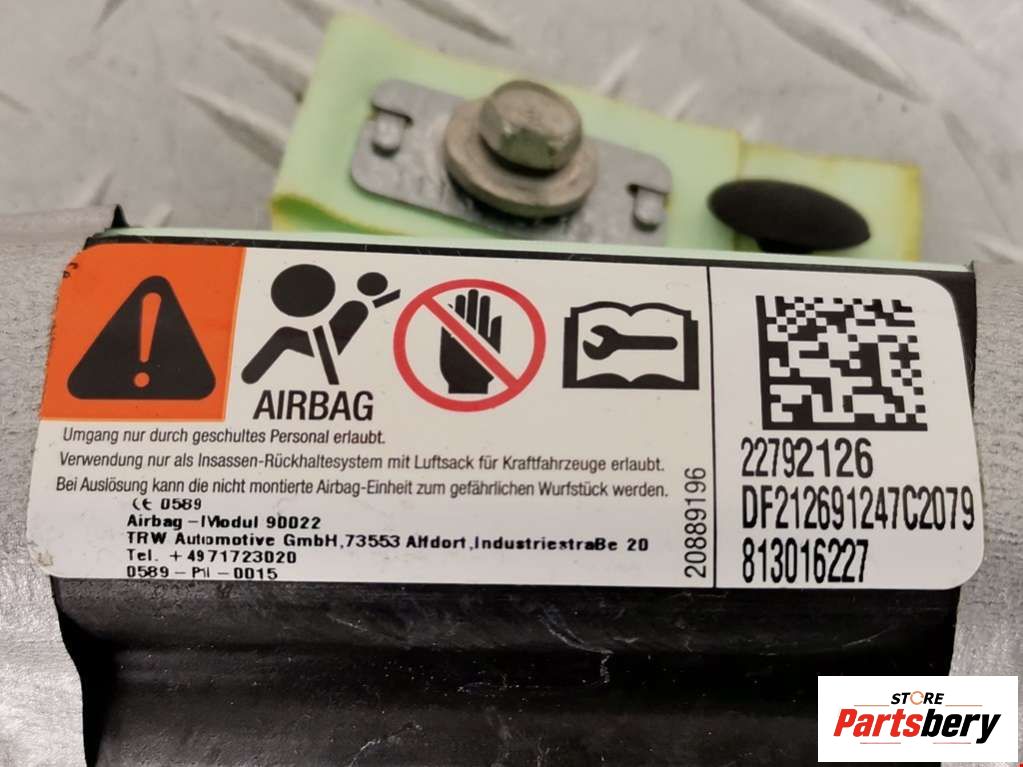 AIRBAG
Umgang nur durch geschultes Personal erlaubt.
Verwendung nur als Insassen-Rückhaltesystem mit Luftsack für Kraftfahrzeuge erlaubt.
Bei Auslösung kann die nicht montierte Airbag-Einheit zum gefährlichen Wurfstück werden.
CE 0589
Airbag-Modul 90022
TRW Automotive GmbH,73553 Alfdorf,Industriestraße 20
Tel. +4971723020
0589-PII-0015
20889196
22792126
DF212691247C2079
813016227
STORE
Partsbery